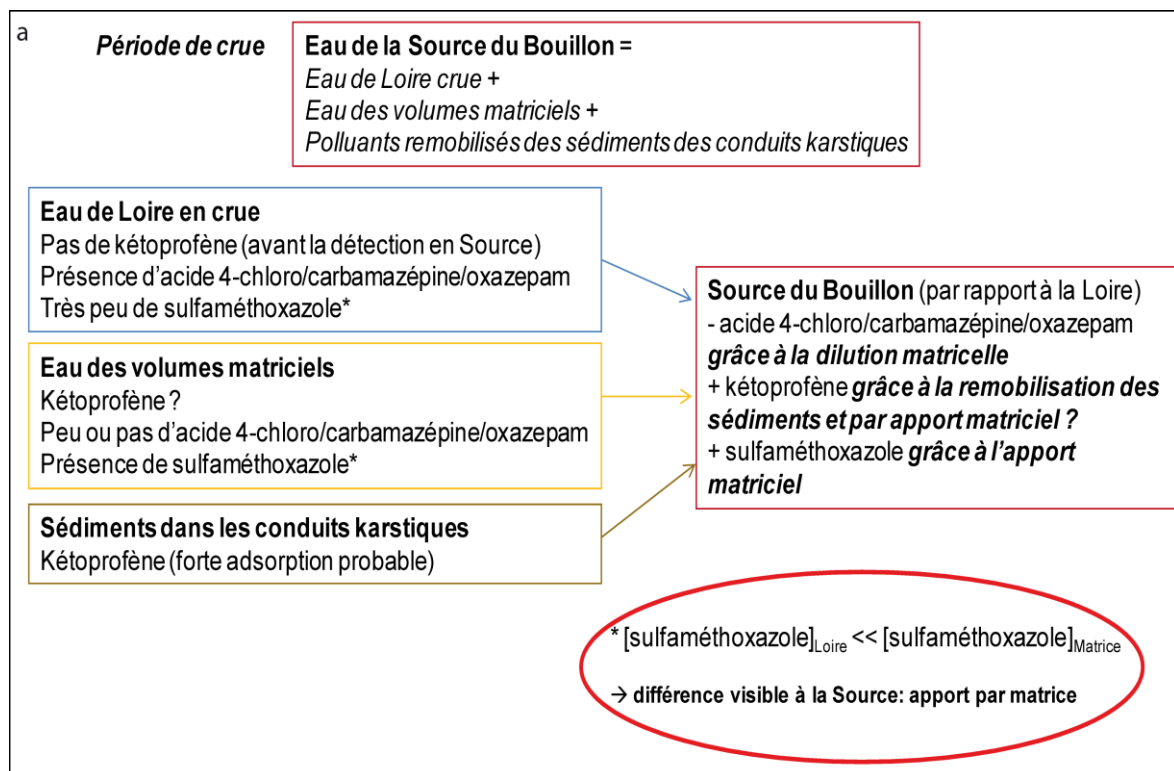 a
Période de crue
Eau de la Source du Bouillon =
Eau de Loire crue +
Eau des volumes matriciels +
Polluants remobilisés des sédiments des conduits karstiques
Eau de Loire en crue
Pas de kétoprofène (avant la détection en Source)
Présence d'acide 4-chloro/carbamazépine/oxazepam
Très peu de sulfaméthoxazole*
Eau des volumes matriciels
Kétoprofène ?
Peu ou pas d'acide 4-chloro/carbamazépine/oxazepam
Présence de sulfaméthoxazole*
Sédiments dans les conduits karstiques
Kétoprofène (forte adsorption probable)
Source du Bouillon (par rapport à la Loire)
- acide 4-chloro/carbamazépine/oxazepam
grâce à la dilution matricelle
+ kétoprofène grâce à la remobilisation des
sédiments et par apport matriciel ?
+ sulfaméthoxazole grâce à l'apport
matriciel
* [sulfaméthoxazole]Loire << [sulfaméthoxazole]Matrice
→ différence visible à la Source: apport par matrice